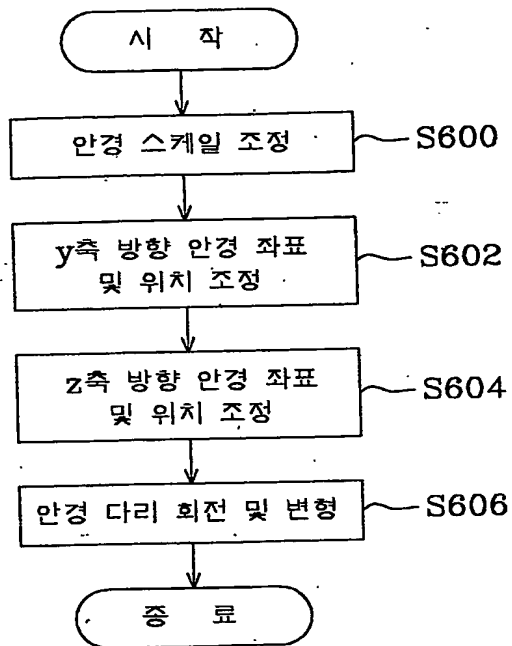 시 작
안경 스케일 조정
S600
y축 방향 안경 좌표
및 위치 조정
S602
z축 방향 안경 좌표
및 위치 조정
S604
안경 다리 회전 및 변형
S606
종 료